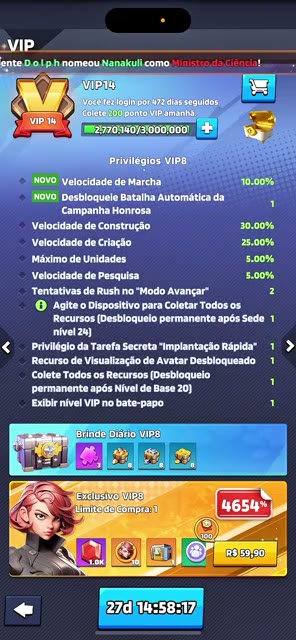 VIP
ente D o l p h nomeou Nanakuli como Ministro da Ciência!
VIP14
Você fez login por 472 dias seguidos
Colete 200 ponto VIP amanhã.
VIP 14
2,770,140/3,000,000
Privilégios VIP8
NOVO Velocidade de Marcha 10.00%
NOVO Desbloqueie Batalha Automática da
Campanha Honrosa 1
Velocidade de Construção 30.00%
Velocidade de Criação 25.00%
Máximo de Unidades 5.00%
Velocidade de Pesquisa 5.00%
Tentativas de Rush no "Modo Avançar" 2
Agite o Dispositivo para Coletar Todos os
Recursos (Desbloqueio permanente após Sede 1
nível 24)
Privilégio da Tarefa Secreta "Implantação Rápida" 1
Recurso de Visualização de Avatar Desbloqueado 1
Colete Todos os Recursos (Desbloqueio
permanente após Nível de Base 20) 1
Exibir nível VIP no bate-papo 1
Brinde Diário VIP8
Exclusivo VIP8
Limite de Compra: 1
4654%
100
1.0K
10
1
R$ 59,90
27d 14:58:17